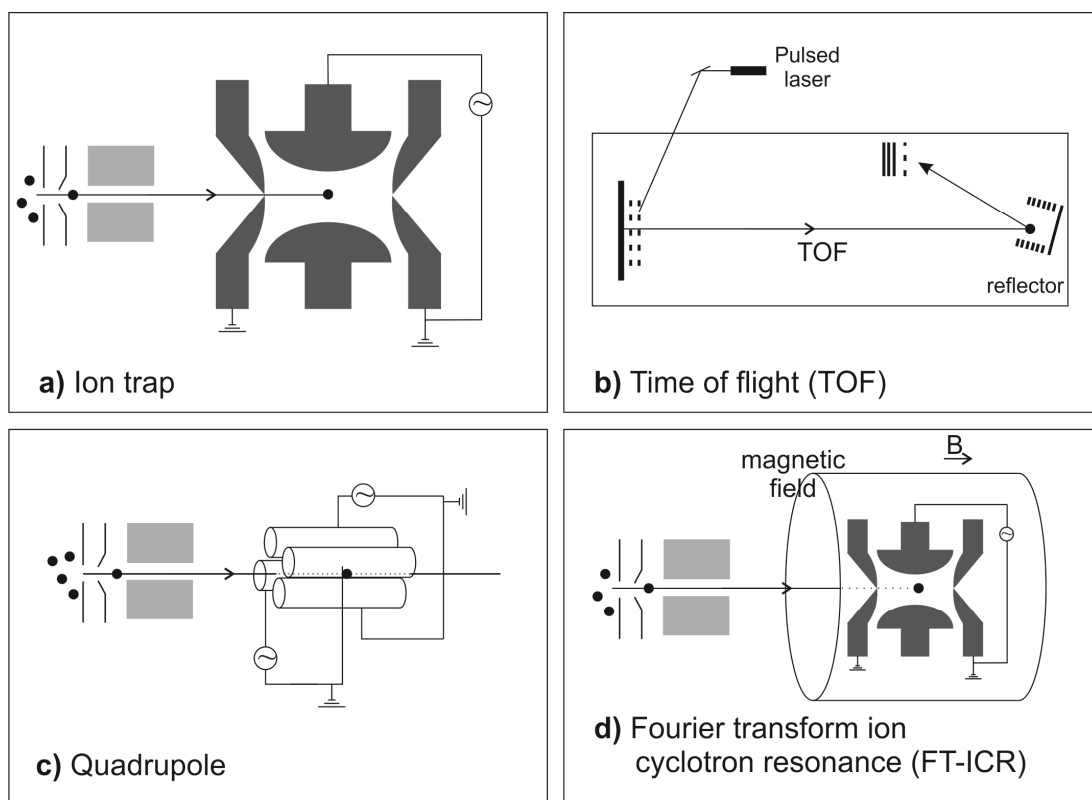 a) Ion trap
Pulsed
laser
TOF
reflector
b) Time of flight (TOF)
c) Quadrupole
B
magnetic
field
d) Fourier transform ion
cyclotron resonance (FT-ICR)